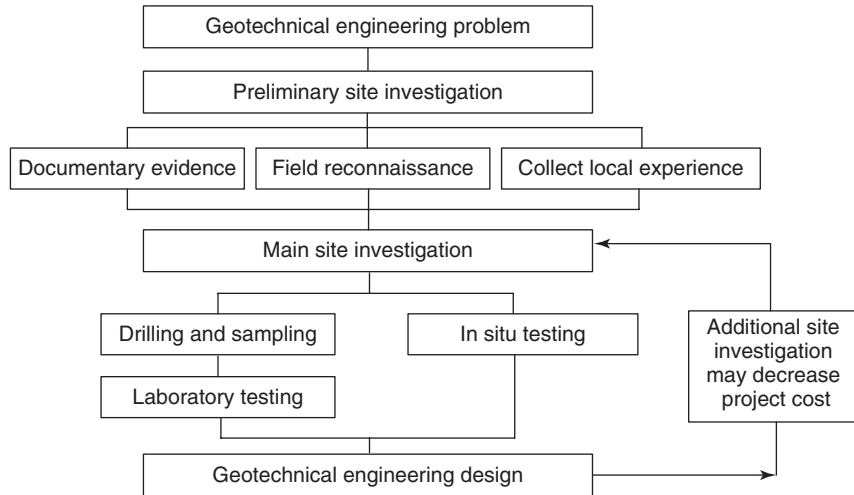 Geotechnical engineering problem
Preliminary site investigation
Documentary evidence
Field reconnaissance
Collect local experience
Main site investigation
Drilling and sampling
In situ testing
Laboratory testing
Additional site
investigation
may decrease
project cost
Geotechnical engineering design